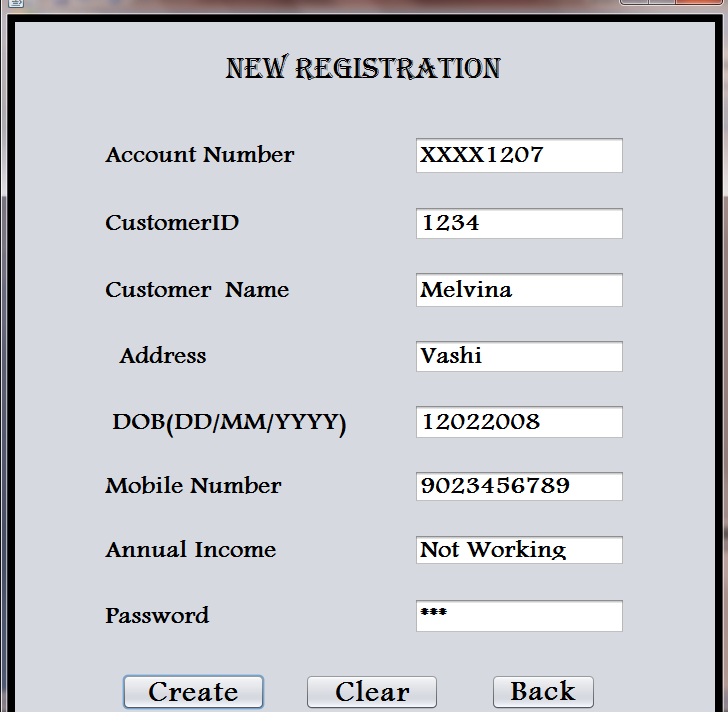 NEW REGISTRATION
Account Number XXXX1207
CustomerID 1234
Customer Name Melvina
Address Vashi
DOB(DD/MM/YYYY) 12022008
Mobile Number 9023456789
Annual Income Not Working
Password ***
Create Clear Back